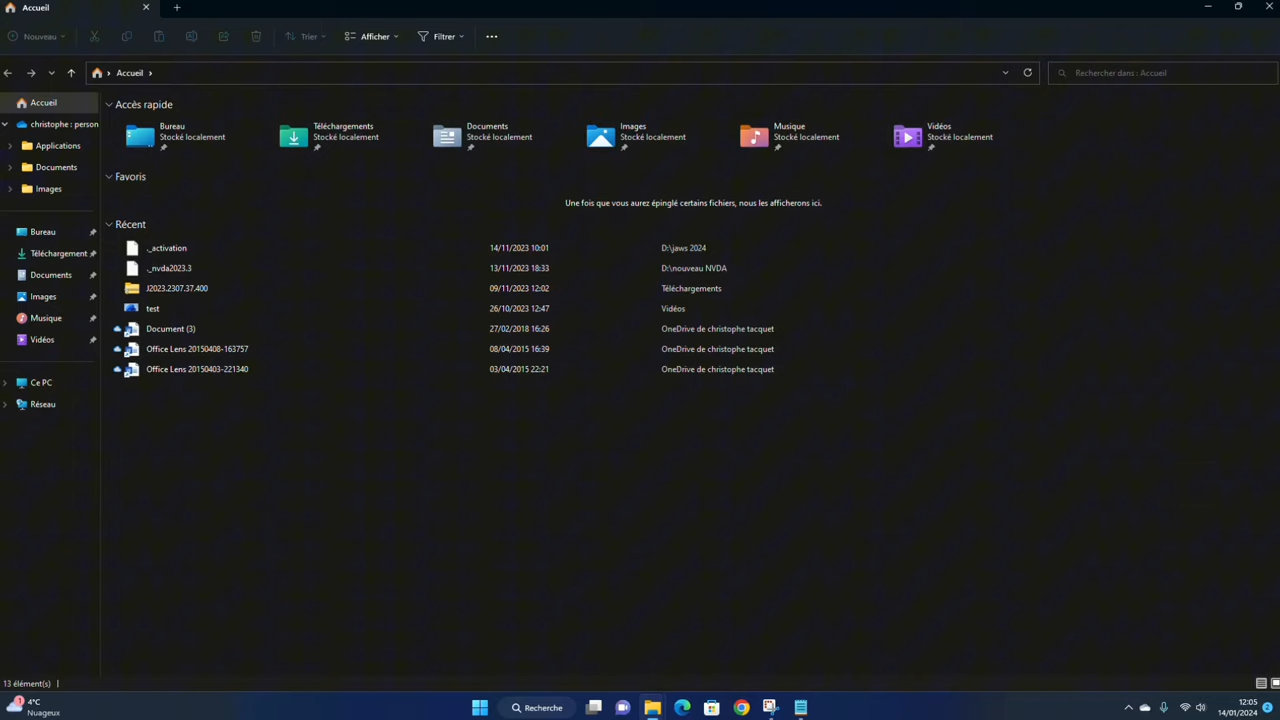 Accueil
Nouveau
Trier
Afficher
Filtrer
Accueil
Rechercher dans : Accueil
Accueil
christophe : person
Applications
Documents
Images
Bureau
Téléchargements
Documents
Images
Musique
Vidéos
Ce PC
Réseau
Accès rapide
Bureau
Stocké localement
Téléchargements
Stocké localement
Documents
Stocké localement
Images
Stocké localement
Musique
Stocké localement
Vidéos
Stocké localement
Favoris
Une fois que vous aurez épinglé certains fichiers, nous les afficherons ici.
Récent
._activation 14/11/2023 10:01 D:\jaws 2024
._nvda2023.3 13/11/2023 18:33 D:\nouveau NVDA
J2023.2307.37.400 09/11/2023 12:02 Téléchargements
test 26/10/2023 12:47 Vidéos
Document (3) 27/02/2018 16:26 OneDrive de christophe tacquet
Office Lens 20150408-163757 08/04/2015 16:39 OneDrive de christophe tacquet
Office Lens 20150403-221340 03/04/2015 22:21 OneDrive de christophe tacquet
13 élément(s)
1
4°C
Nuageux
Recherche
12:05
14/01/2024
2